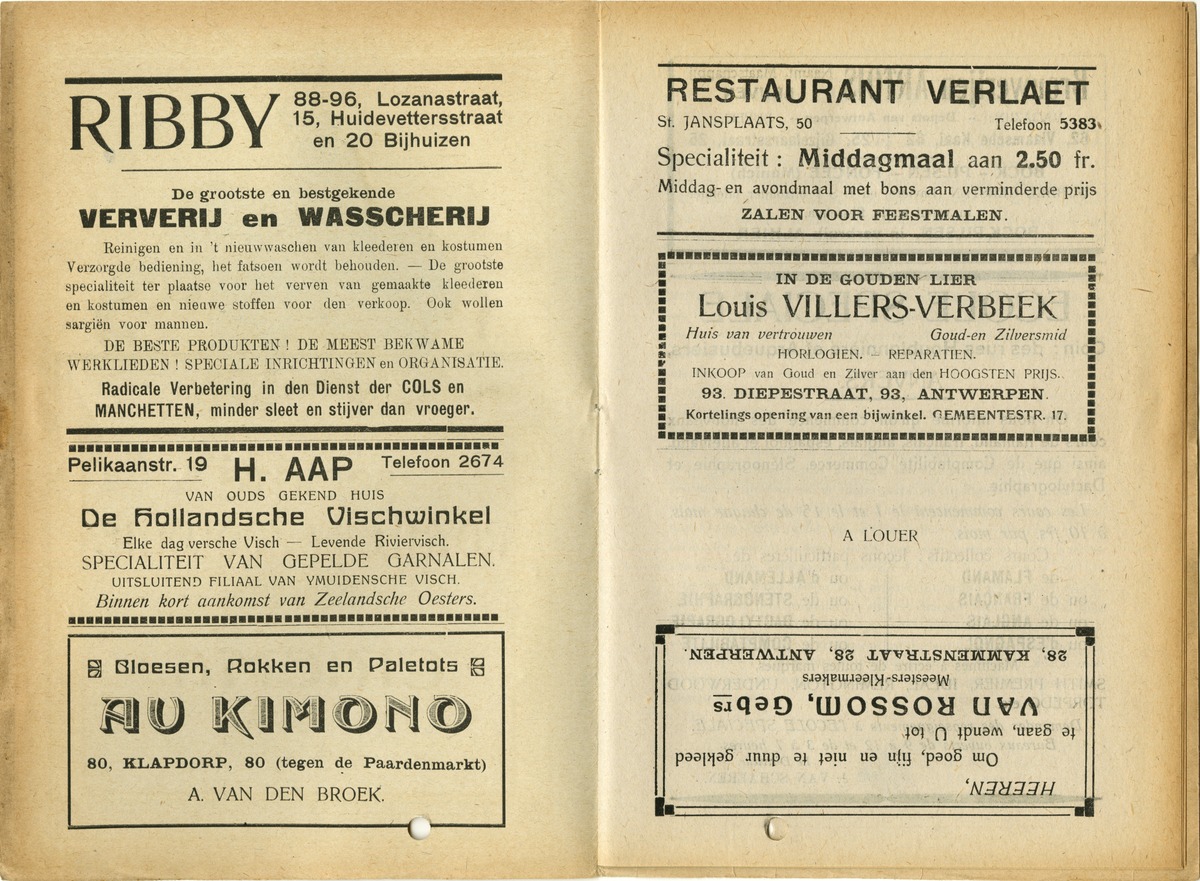 RIBBY
88-96, Lozanastraat,
15, Huidevettersstraat
en 20 Bijhuizen
De grootste en bestgekende
VERVERIJ en WASSCHERIJ
Reinigen en in 't nieuwwaschen van kleederen en kostumen
Verzorgde bediening, het fatsoen wordt behouden. — De grootste
specialiteit ter plaatse voor het verven van gemaakte kleederen
en kostumen en nieuwe stoffen voor den verkoop. Ook wollen
sargiën voor mannen.
DE BESTE PRODUKTEN ! DE MEEST BEKWAME
WERKLIEDEN ! SPECIALE INRICHTINGEN en ORGANISATIE.
Radicale Verbetering in den Dienst der COLS en
MANCHETTEN, minder sleet en stijver dan vroeger.
Pelikaanstr. 19 H. AAP Telefoon 2674
VAN OUDS GEKEND HUIS
De Hollandsche Vischwinkel
Elke dag versche Visch — Levende Riviervisch.
SPECIALITEIT VAN GEPELDE GARNALEN.
UITSLUITEND FILIAAL VAN YMUIDENSCHE VISCH.
Binnen kort aankomst van Zeelandsche Oesters.
Bloesen, Rokken en Paletots
AU KIMONO
80, KLAPDORP, 80 (tegen de Paardenmarkt)
A. VAN DEN BROEK.
RESTAURANT VERLAET
St. JANSPLAATS, 50 Telefoon 5383
Specialiteit : Middagmaal aan 2.50 fr.
Middag- en avondmaal met bons aan verminderde prijs
ZALEN VOOR FEESTMALEN.
IN DE GOUDEN LIER
Louis VILLERS-VERBEEK
Huis van vertrouwen Goud-en Zilversmid
HORLOGIEN. — REPARATIEN.
INKOOP van Goud en Zilver aan den HOOGSTEN PRIJS.
93. DIEPESTRAAT, 93, ANTWERPEN.
Kortelings opening van een bijwinkel. GEMEENTESTR. 17.
A LOUER
HEEREN,
Om goed, fijn en niet te duur gekleed
te gaan, wendt U tot
VAN ROSSOM, Gebrs
Meesters-Kleermakers
28, KAMMENSTRAAT 28, ANTWERPEN.